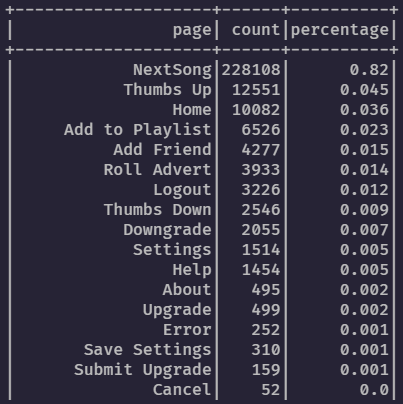 +--------------------+------+----------+
|                page| count|percentage|
+--------------------+------+----------+
|            NextSong|228108|      0.82|
|           Thumbs Up| 12551|     0.045|
|                Home| 10082|     0.036|
|     Add to Playlist|  6526|     0.023|
|          Add Friend|  4277|     0.015|
|         Roll Advert|  3933|     0.014|
|              Logout|  3226|     0.012|
|         Thumbs Down|  2546|     0.009|
|           Downgrade|  2055|     0.007|
|            Settings|  1514|     0.005|
|                Help|  1454|     0.005|
|               About|   495|     0.002|
|             Upgrade|   499|     0.002|
|               Error|   252|     0.001|
|       Save Settings|   310|     0.001|
|      Submit Upgrade|   159|     0.001|
|              Cancel|    52|       0.0|